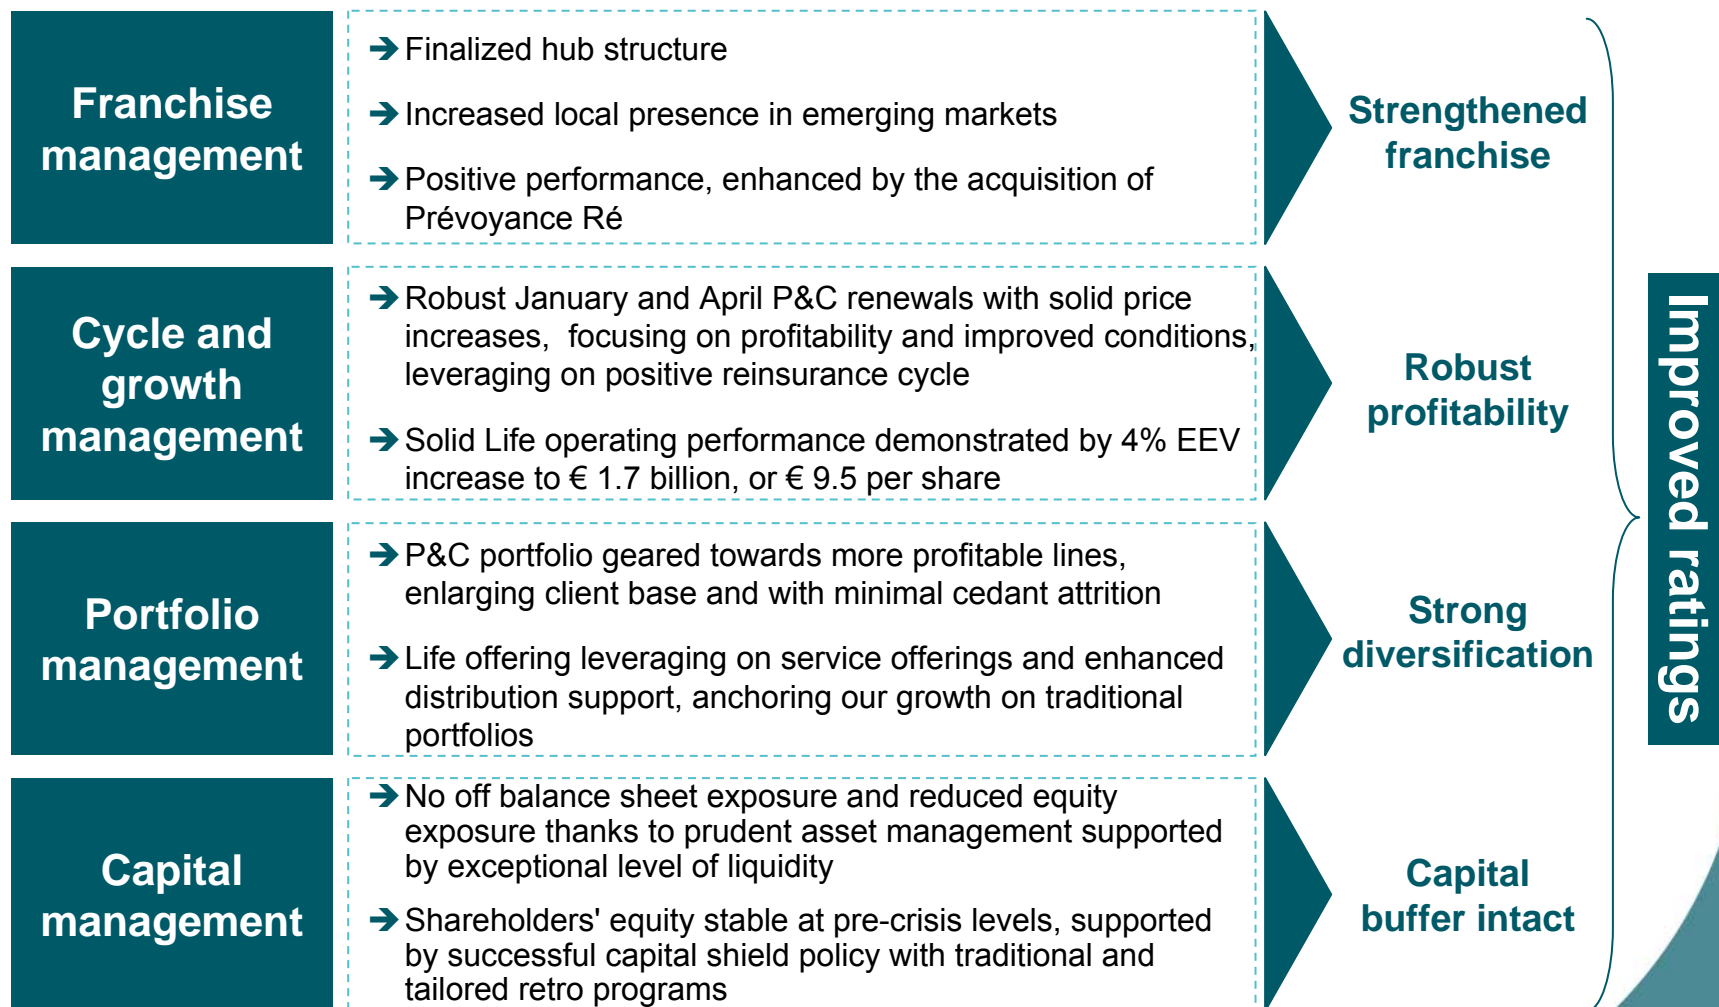 Franchise
management
➔ Finalized hub structure
➔ Increased local presence in emerging markets
➔ Positive performance, enhanced by the acquisition of
Prévoyance Ré
Strengthened
franchise
Cycle and
growth
management
➔ Robust January and April P&C renewals with solid price
increases, focusing on profitability and improved conditions,
leveraging on positive reinsurance cycle
➔ Solid Life operating performance demonstrated by 4% EEV
increase to € 1.7 billion, or € 9.5 per share
Robust
profitability
Portfolio
management
➔ P&C portfolio geared towards more profitable lines,
enlarging client base and with minimal cedant attrition
➔ Life offering leveraging on service offerings and enhanced
distribution support, anchoring our growth on traditional
portfolios
Strong
diversification
Capital
management
➔ No off balance sheet exposure and reduced equity
exposure thanks to prudent asset management supported
by exceptional level of liquidity
➔ Shareholders' equity stable at pre-crisis levels, supported
by successful capital shield policy with traditional and
tailored retro programs
Capital
buffer intact
Improved ratings